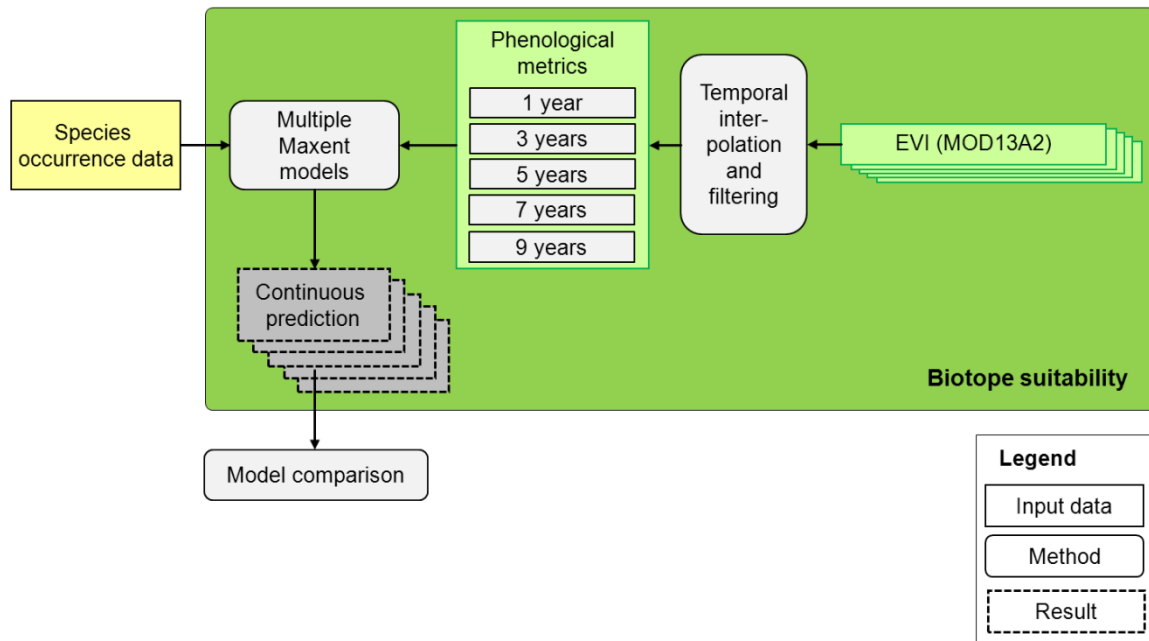 Species
occurrence data
Multiple
Maxent
models
Phenological
metrics
1 year
3 years
5 years
7 years
9 years
Temporal
inter-
polation
and
filtering
EVI (MOD13A2)
Continuous
prediction
Biotope suitability
Model comparison
Legend
Input data
Method
Result